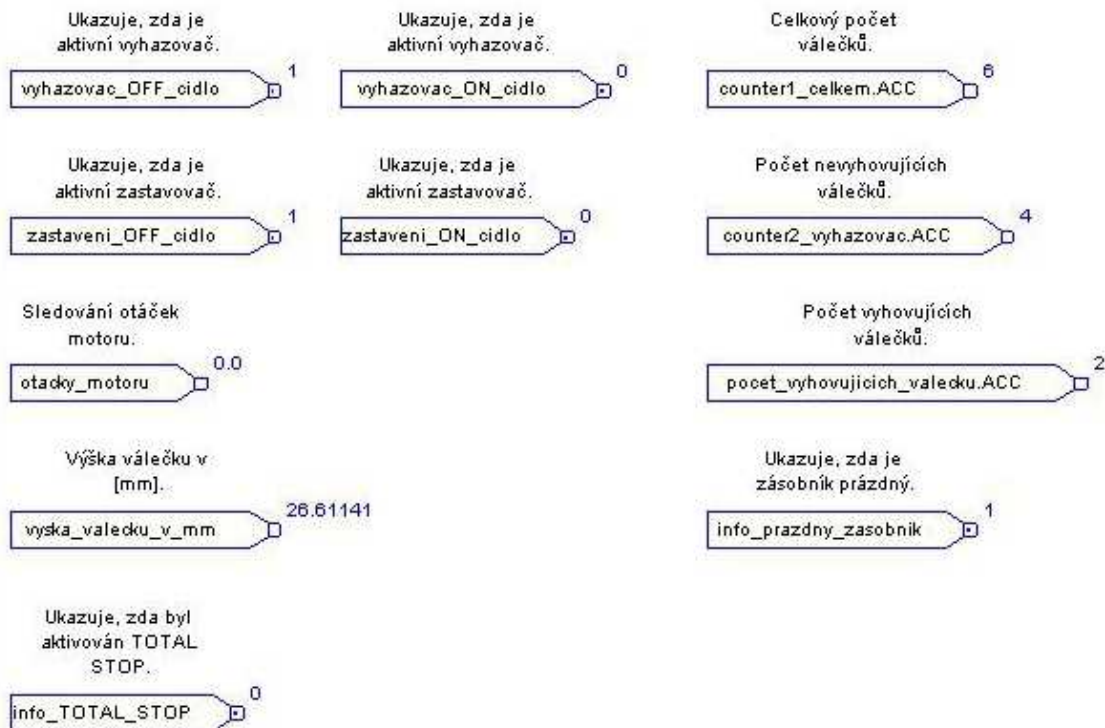 Ukazuje, zda je
aktivní vyhazovač.
vyhazovac_OFF_cidlo
1
Ukazuje, zda je
aktivní vyhazovač.
vyhazovac_ON_cidlo
0
Celkový počet
válečků.
counter1_celkem.ACC
6
Ukazuje, zda je
aktivní zastavovač.
zastaveni_OFF_cidlo
1
Ukazuje, zda je
aktivní zastavovač.
zastaveni_ON_cidlo
0
Počet nevyhovujících
válečků.
counter2_vyhazovac.ACC
4
Sledování otáček
motoru.
otacky_motoru
0.0
Počet vyhovujících
válečků.
pocet_vyhovujicich_valecku.ACC
2
Výška válečku v
[mm].
vyska_valecku_v_mm
26.61141
Ukazuje, zda je
zásobník prázdný.
info_prazdny_zasobnik
1
Ukazuje, zda byl
aktivován TOTAL
STOP.
info_TOTAL_STOP
0